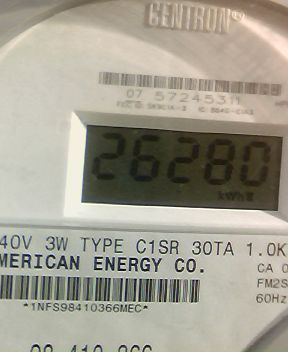 CENTRON®
07 57245311
26280
kWh
40V 3W TYPE C1SR 30TA 1.0K
MERICAN ENERGY CO.
CA 0
FM2S
60Hz
*1NFS98410366MEC*